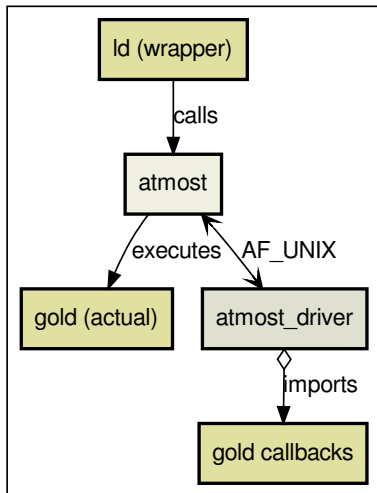 ld (wrapper)
calls
atmost
executes
AF_UNIX
gold (actual)
atmost_driver
imports
gold callbacks